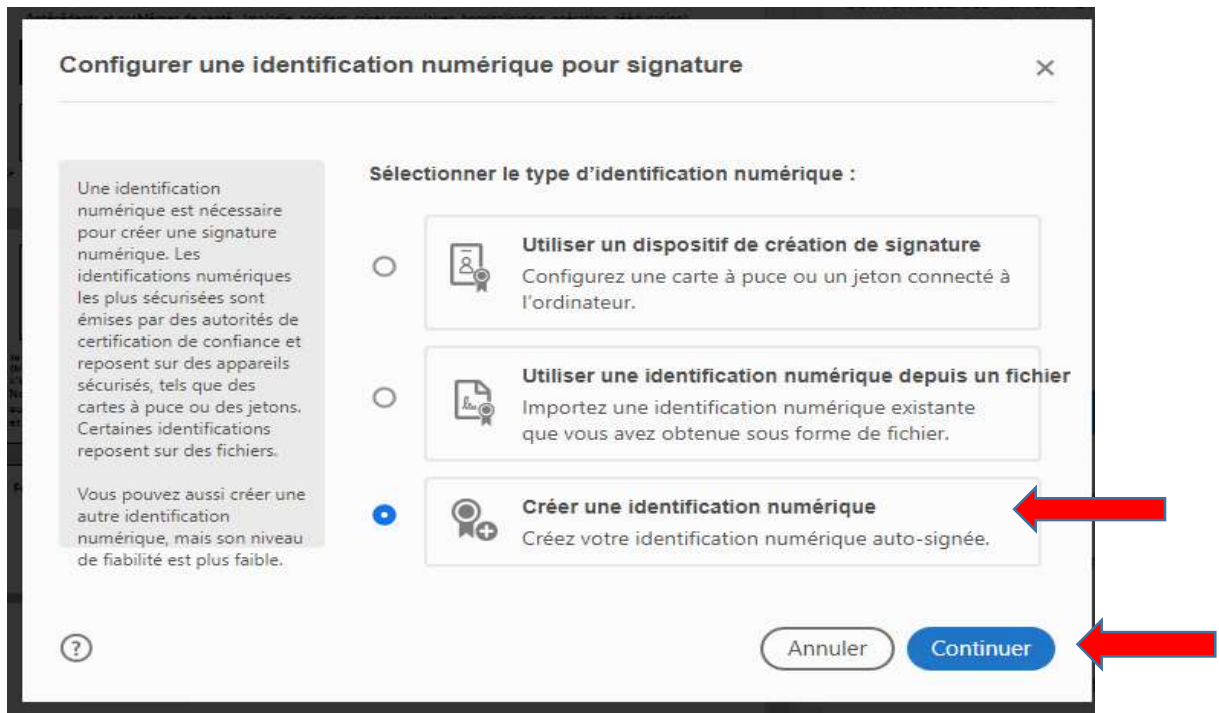 Configurer une identification numérique pour signature
Une identification
numérique est nécessaire
pour créer une signature
numérique. Les
identifications numériques
les plus sécurisées sont
émises par des autorités de
certification de confiance et
reposent sur des appareils
sécurisés, tels que des
cartes à puce ou des jetons.
Certaines identifications
reposent sur des fichiers.
Vous pouvez aussi créer une
autre identification
numérique, mais son niveau
de fiabilité est plus faible.
Sélectionner le type d’identification numérique :
Utiliser un dispositif de création de signature
Configurez une carte à puce ou un jeton connecté à
l’ordinateur.
Utiliser une identification numérique depuis un fichier
Importez une identification numérique existante
que vous avez obtenue sous forme de fichier.
Créer une identification numérique
Créez votre identification numérique auto-signée.
?
Annuler
Continuer